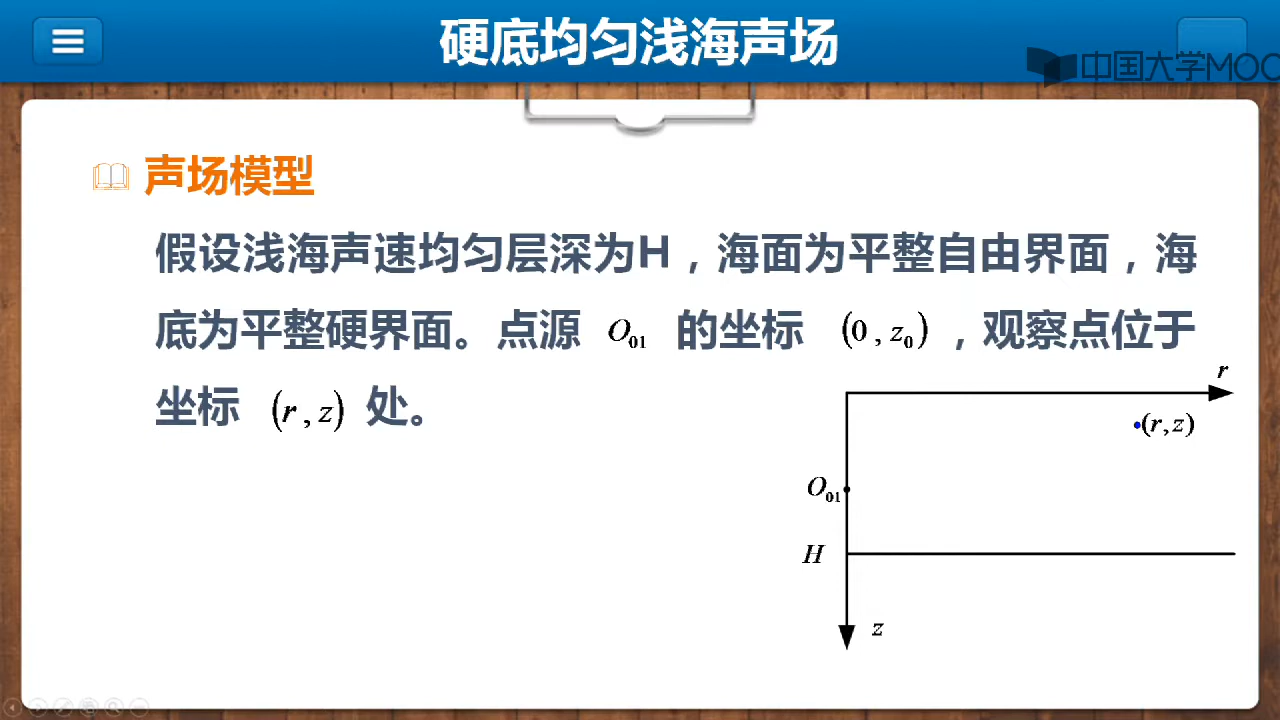 硬底均匀浅海声场
中国大学MOO
声场模型
假设浅海声速均匀层深为H，海面为平整自由界面，海
底为平整硬界面。点源 O01 的坐标 (0, z0)，观察点位于
坐标 (r, z) 处。
r
(r, z)
O01
H
z